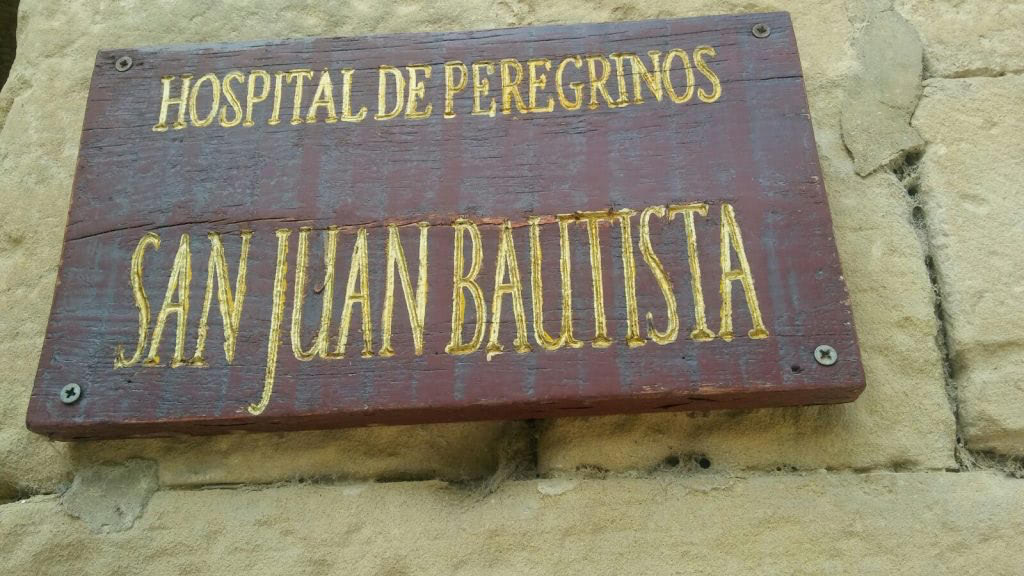 HOSPITAL DE PEREGRINOS
SAN JUAN BAUTISTA